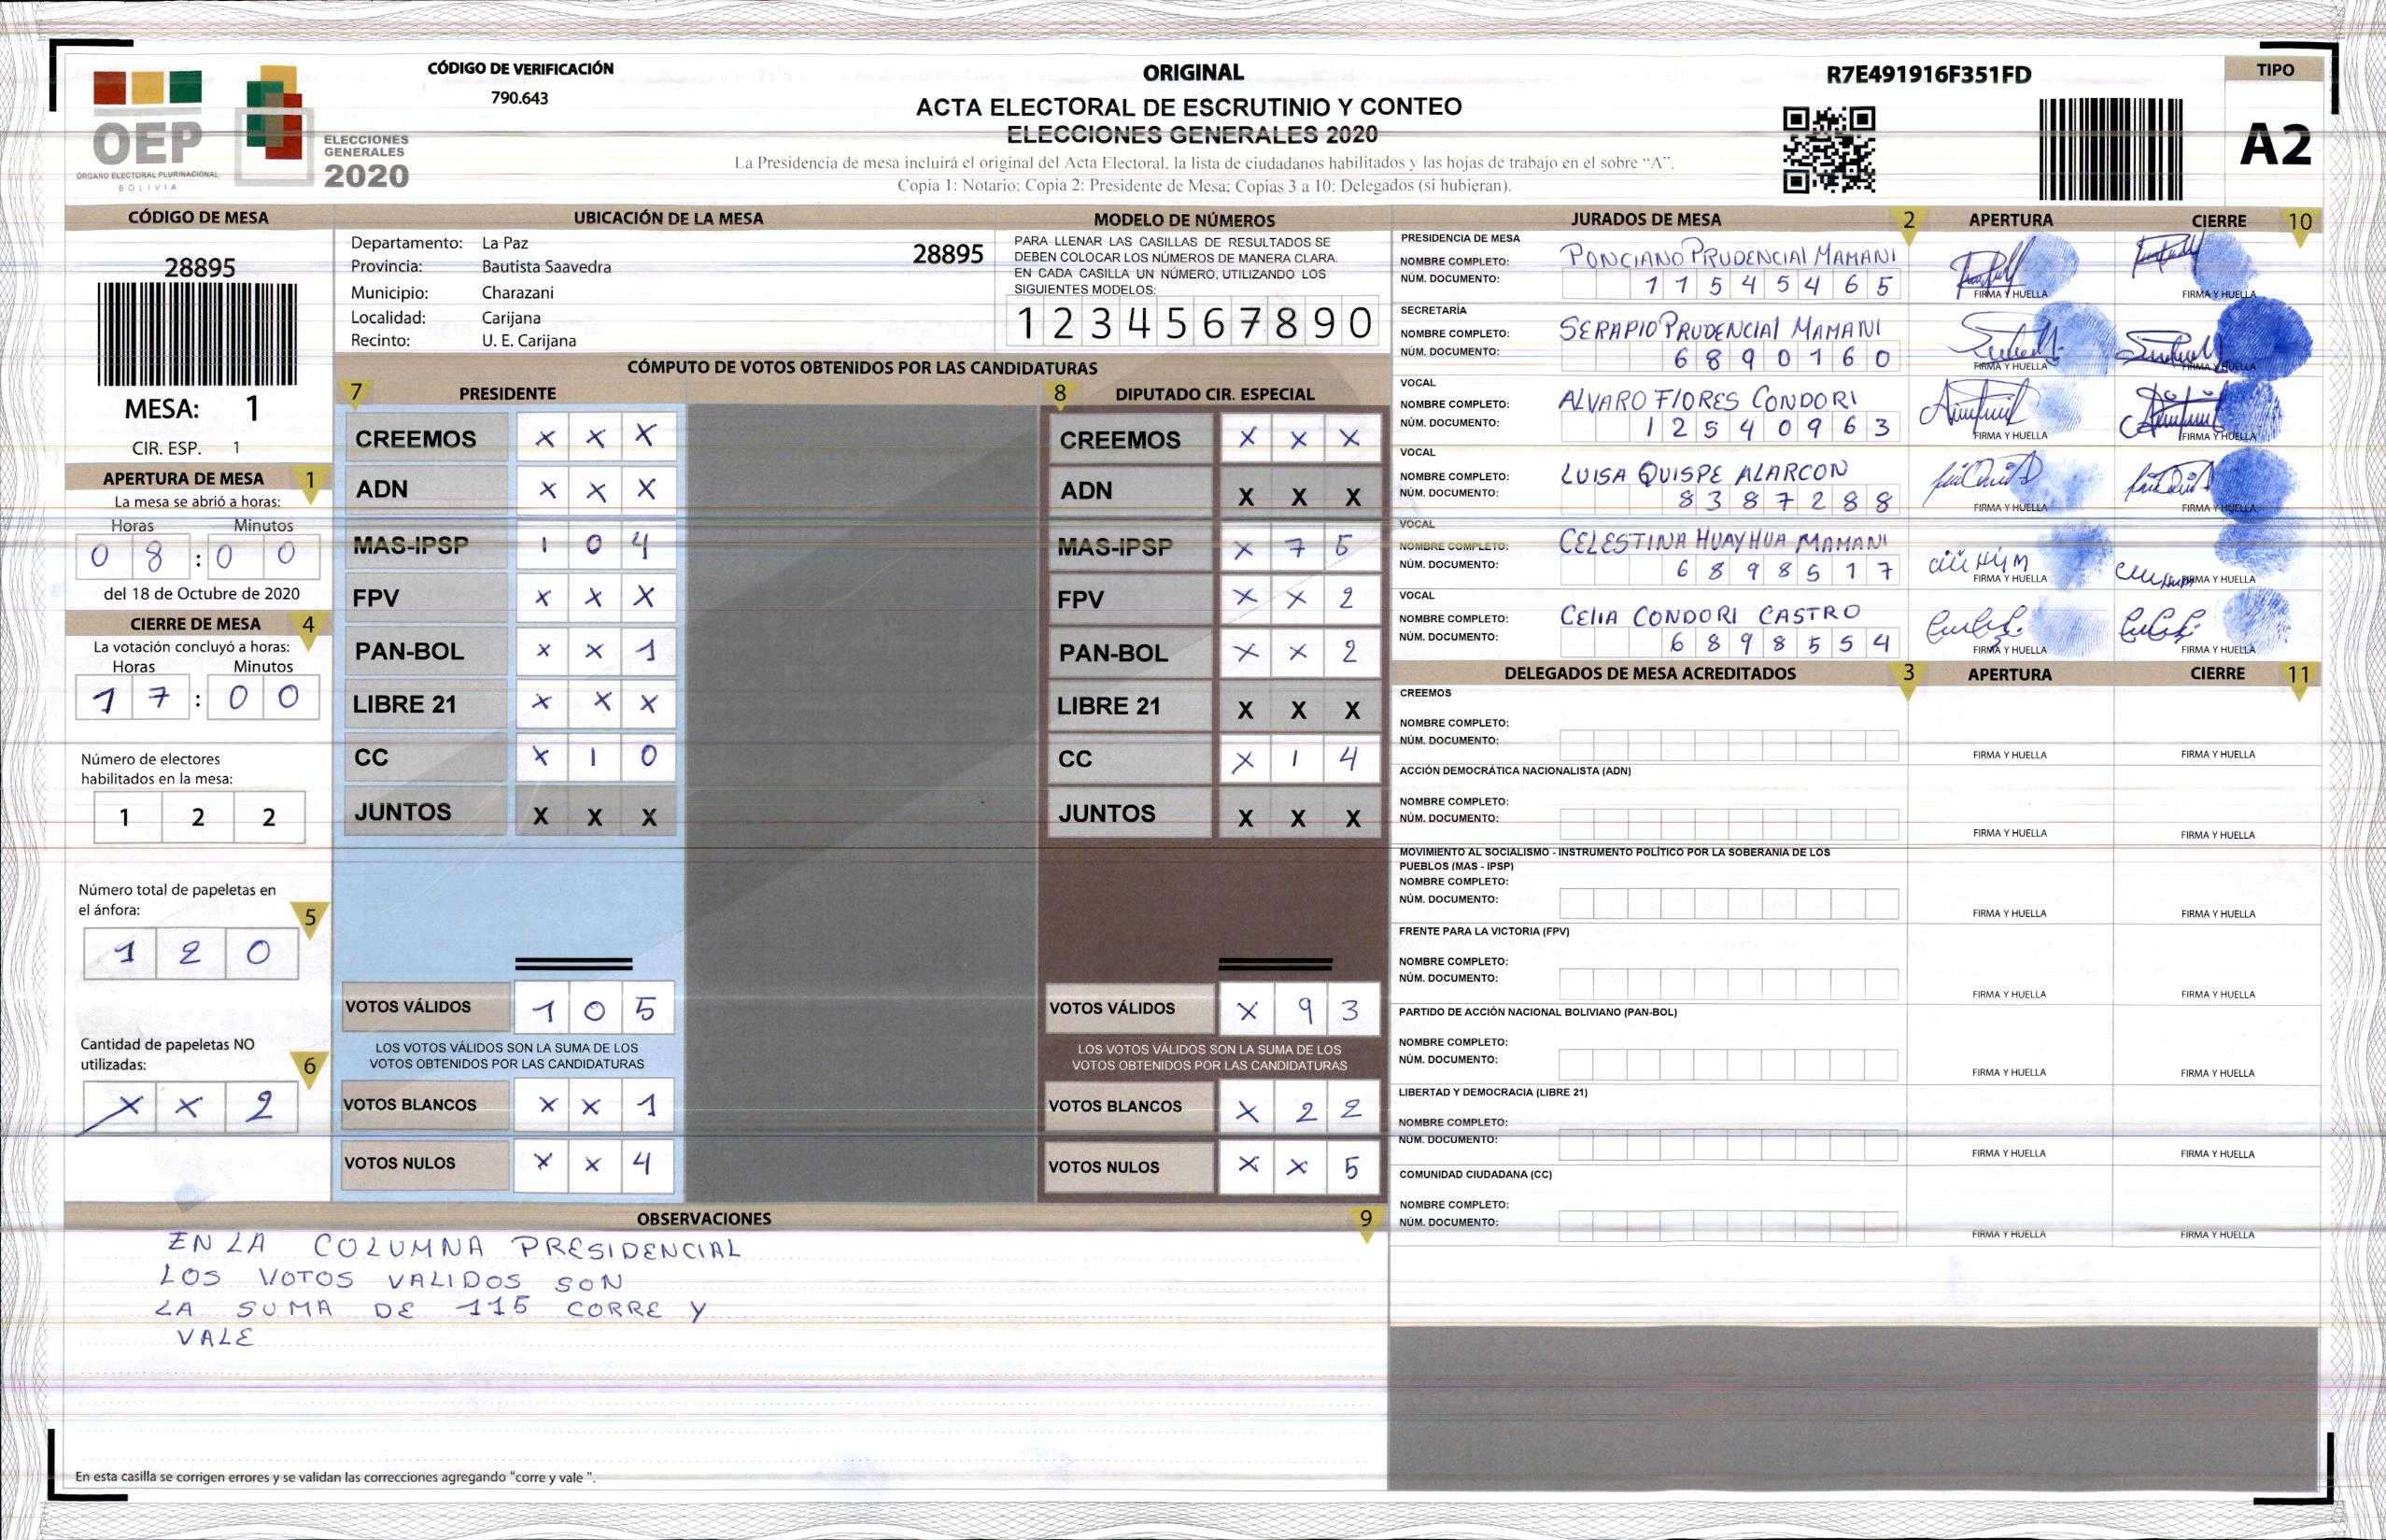 CÓDIGO DE VERIFICACIÓN
790.643
ORIGINAL
ACTA ELECTORAL DE ESCRUTINIO Y CONTEO
ELECCIONES GENERALES 2020
La Presidencia de mesa incluirá el original del Acta Electoral, la lista de ciudadanos habilitados y las hojas de trabajo en el sobre “A”.
Copia 1: Notario; Copia 2: Presidente de Mesa; Copias 3 a 10: Delegados (si hubieran).
R7E491916F351FD
TIPO
A2
OEP
ÓRGANO ELECTORAL PLURINACIONAL
BOLIVIA
ELECCIONES
GENERALES
2020
CÓDIGO DE MESA
28895
MESA: 1
CIR. ESP. 1
APERTURA DE MESA 1
La mesa se abrió a horas:
Horas Minutos
0 8 : 0 0
del 18 de Octubre de 2020
CIERRE DE MESA 4
La votación concluyó a horas:
Horas Minutos
1 7 : 0 0
Número de electores
habilitados en la mesa:
1 2 2
Número total de papeletas en
el ánfora: 5
1 2 0
Cantidad de papeletas NO
utilizadas: 6
X X 2
UBICACIÓN DE LA MESA
Departamento: La Paz 28895
Provincia: Bautista Saavedra
Municipio: Charazani
Localidad: Carijana
Recinto: U. E. Carijana
MODELO DE NÚMEROS
PARA LLENAR LAS CASILLAS DE RESULTADOS SE
DEBEN COLOCAR LOS NÚMEROS DE MANERA CLARA.
EN CADA CASILLA UN NÚMERO, UTILIZANDO LOS
SIGUIENTES MODELOS:
1 2 3 4 5 6 7 8 9 0
CÓMPUTO DE VOTOS OBTENIDOS POR LAS CANDIDATURAS
7 PRESIDENTE
CREEMOS X X X
ADN X X X
MAS-IPSP 1 0 4
FPV X X X
PAN-BOL X X 1
LIBRE 21 X X X
CC X 1 0
JUNTOS X X X
VOTOS VÁLIDOS 1 0 5
LOS VOTOS VÁLIDOS SON LA SUMA DE LOS
VOTOS OBTENIDOS POR LAS CANDIDATURAS
VOTOS BLANCOS X X 1
VOTOS NULOS X X 4
8 DIPUTADO CIR. ESPECIAL
CREEMOS X X X
ADN X X X
MAS-IPSP X 7 5
FPV X X 2
PAN-BOL X X 2
LIBRE 21 X X X
CC X 1 4
JUNTOS X X X
VOTOS VÁLIDOS X 9 3
LOS VOTOS VÁLIDOS SON LA SUMA DE LOS
VOTOS OBTENIDOS POR LAS CANDIDATURAS
VOTOS BLANCOS X 2 2
VOTOS NULOS X X 5
OBSERVACIONES 9
EN LA COLUMNA PRESIDENCIAL
LOS VOTOS VALIDOS SON
LA SUMA DE 115 CORRE Y
VALE
En esta casilla se corrigen errores y se validan las correcciones agregando “corre y vale ”.
JURADOS DE MESA 2 APERTURA CIERRE 10
PRESIDENCIA DE MESA
NOMBRE COMPLETO: PONCIANO PRUDENCIAL MAMANI
NÚM. DOCUMENTO: 1 1 5 4 5 4 6 5
FIRMA Y HUELLA FIRMA Y HUELLA
SECRETARÍA
NOMBRE COMPLETO: SERAPIO PRUDENCIAL MAMANI
NÚM. DOCUMENTO: 6 8 9 0 1 6 0
FIRMA Y HUELLA FIRMA Y HUELLA
VOCAL
NOMBRE COMPLETO: ALVARO FLORES CONDORI
NÚM. DOCUMENTO: 1 2 5 4 0 9 6 3
FIRMA Y HUELLA FIRMA Y HUELLA
VOCAL
NOMBRE COMPLETO: LUISA QUISPE ALARCON
NÚM. DOCUMENTO: 8 3 8 7 2 8 8
FIRMA Y HUELLA FIRMA Y HUELLA
VOCAL
NOMBRE COMPLETO: CELESTINA HUAYHUA MAMANI
NÚM. DOCUMENTO: 6 8 9 8 5 1 7
FIRMA Y HUELLA FIRMA Y HUELLA
VOCAL
NOMBRE COMPLETO: CELIA CONDORI CASTRO
NÚM. DOCUMENTO: 6 8 9 8 5 5 4
FIRMA Y HUELLA FIRMA Y HUELLA
DELEGADOS DE MESA ACREDITADOS 3 APERTURA CIERRE 11
CREEMOS
NOMBRE COMPLETO:
NÚM. DOCUMENTO:
FIRMA Y HUELLA FIRMA Y HUELLA
ACCIÓN DEMOCRÁTICA NACIONALISTA (ADN)
NOMBRE COMPLETO:
NÚM. DOCUMENTO:
FIRMA Y HUELLA FIRMA Y HUELLA
MOVIMIENTO AL SOCIALISMO - INSTRUMENTO POLÍTICO POR LA SOBERANIA DE LOS
PUEBLOS (MAS - IPSP)
NOMBRE COMPLETO:
NÚM. DOCUMENTO:
FIRMA Y HUELLA FIRMA Y HUELLA
FRENTE PARA LA VICTORIA (FPV)
NOMBRE COMPLETO:
NÚM. DOCUMENTO:
FIRMA Y HUELLA FIRMA Y HUELLA
PARTIDO DE ACCIÓN NACIONAL BOLIVIANO (PAN-BOL)
NOMBRE COMPLETO:
NÚM. DOCUMENTO:
FIRMA Y HUELLA FIRMA Y HUELLA
LIBERTAD Y DEMOCRACIA (LIBRE 21)
NOMBRE COMPLETO:
NÚM. DOCUMENTO:
FIRMA Y HUELLA FIRMA Y HUELLA
COMUNIDAD CIUDADANA (CC)
NOMBRE COMPLETO:
NÚM. DOCUMENTO:
FIRMA Y HUELLA FIRMA Y HUELLA